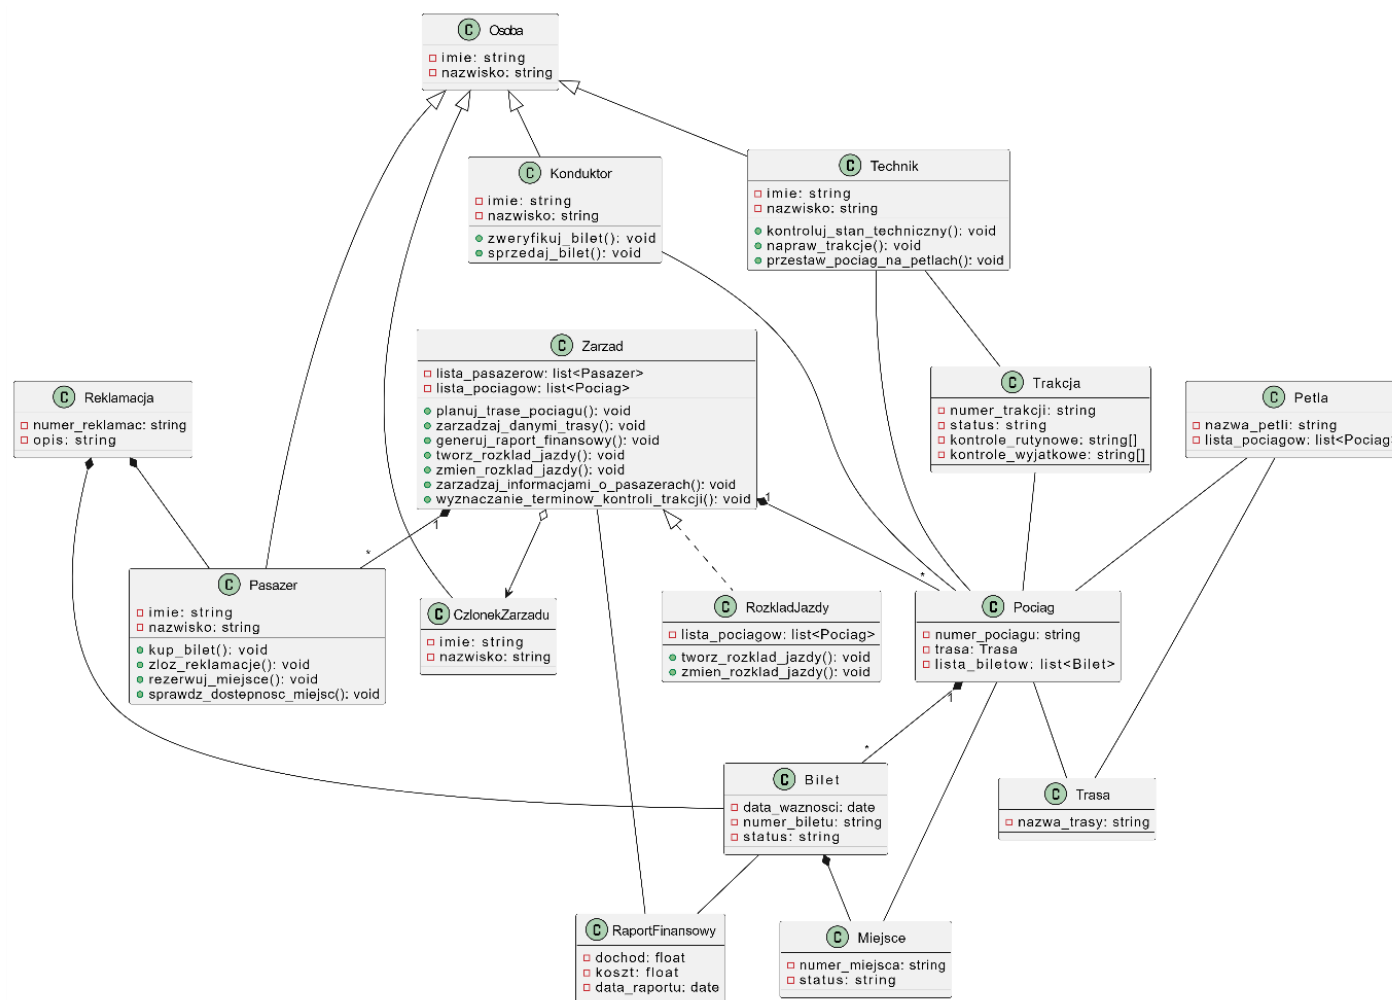 C Osoba
imie: string
nazwisko: string
C Konduktor
imie: string
nazwisko: string
zweryfikuj_bilet(): void
sprzedaj_bilet(): void
C Technik
imie: string
nazwisko: string
kontroluj_stan_techniczny(): void
napraw_trakcje(): void
przestaw_pociag_na_petlach(): void
C Zarzad
lista_pasazerow: list<Pasazer>
lista_pociagow: list<Pociag>
planuj_trase_pociagu(): void
zarzadzaj_danymi_trasy(): void
generuj_raport_finansowy(): void
tworz_rozklad_jazdy(): void
zmien_rozklad_jazdy(): void
zarzadzaj_informacjami_o_pasazerach(): void
wyznaczanie_terminow_kontroli_trakcji(): void
C Reklamacja
numer_reklamac: string
opis: string
C Trakcja
numer_trakcji: string
status: string
kontrole_rutynowe: string[]
kontrole_wyjatkowe: string[]
C Petla
nazwa_petli: string
lista_pociagow: list<Pociag>
1
1
*
*
C Pasazer
imie: string
nazwisko: string
kup_bilet(): void
zloz_reklamacje(): void
rezerwuj_miejsce(): void
sprawdz_dostepnosc_miejsc(): void
C CzlonekZarzadu
imie: string
nazwisko: string
C RozkladJazdy
lista_pociagow: list<Pociag>
tworz_rozklad_jazdy(): void
zmien_rozklad_jazdy(): void
C Pociag
numer_pociagu: string
trasa: Trasa
lista_biletow: list<Bilet>
1
*
C Bilet
data_waznosci: date
numer_biletu: string
status: string
C Trasa
nazwa_trasy: string
C RaportFinansowy
dochod: float
koszt: float
data_raportu: date
C Miejsce
numer_miejsca: string
status: string